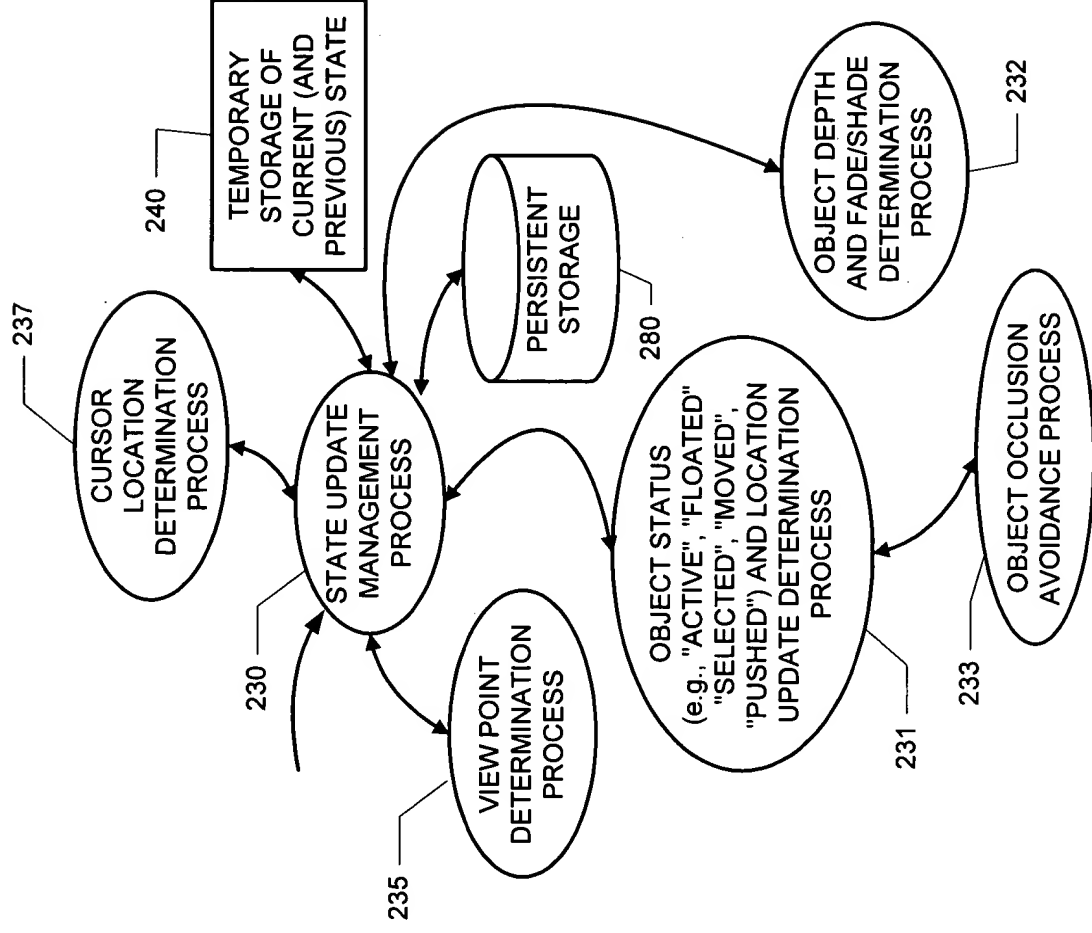 237
CURSOR
LOCATION
DETERMINATION
PROCESS
240
TEMPORARY
STORAGE OF
CURRENT (AND
PREVIOUS) STATE
230
STATE UPDATE
MANAGEMENT
PROCESS
235
VIEW POINT
DETERMINATION
PROCESS
PERSISTENT
STORAGE
280
OBJECT STATUS
(e.g., "ACTIVE", "FLOATED"
"SELECTED", "MOVED",
"PUSHED") AND LOCATION
UPDATE DETERMINATION
PROCESS
231
OBJECT DEPTH
AND FADE/SHADE
DETERMINATION
PROCESS
232
233
OBJECT OCCLUSION
AVOIDANCE PROCESS